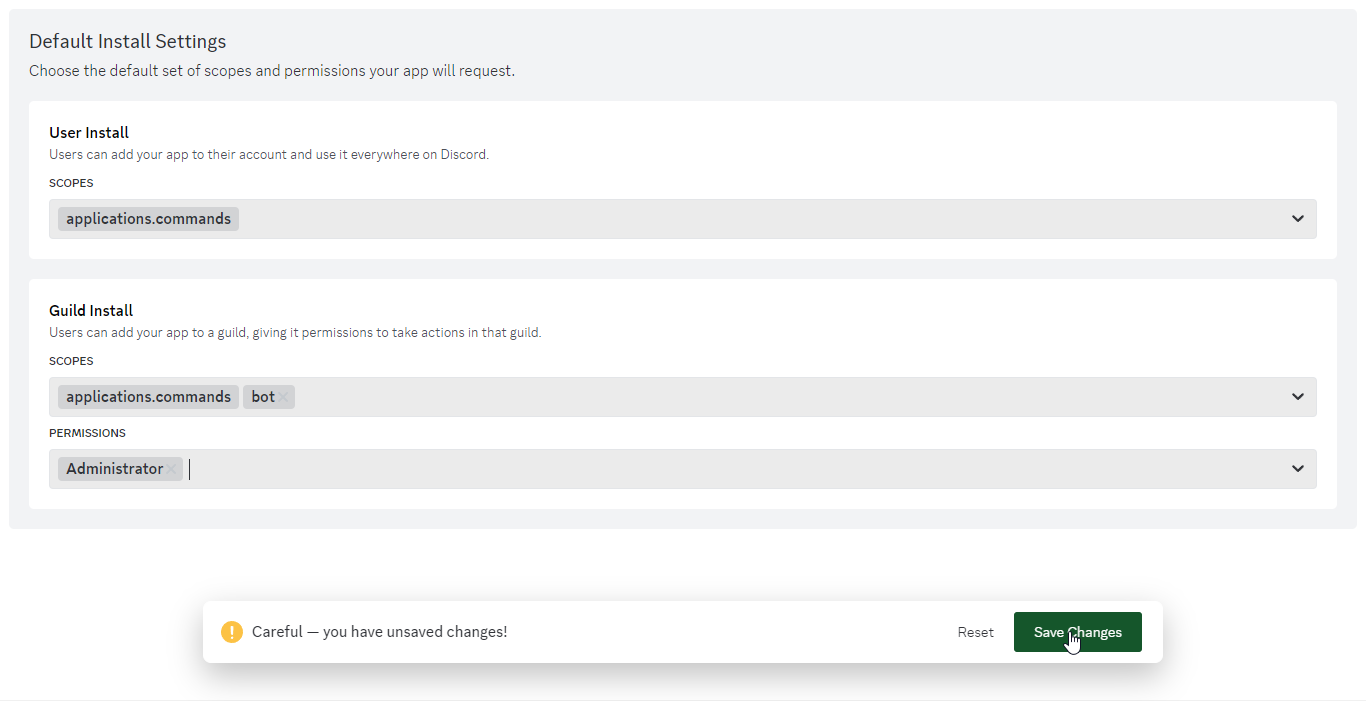 Default Install Settings
Choose the default set of scopes and permissions your app will request.
User Install
Users can add your app to their account and use it everywhere on Discord.
SCOPES
applications.commands
Guild Install
Users can add your app to a guild, giving it permissions to take actions in that guild.
SCOPES
applications.commands bot
PERMISSIONS
Administrator
Careful — you have unsaved changes! Reset Save Changes